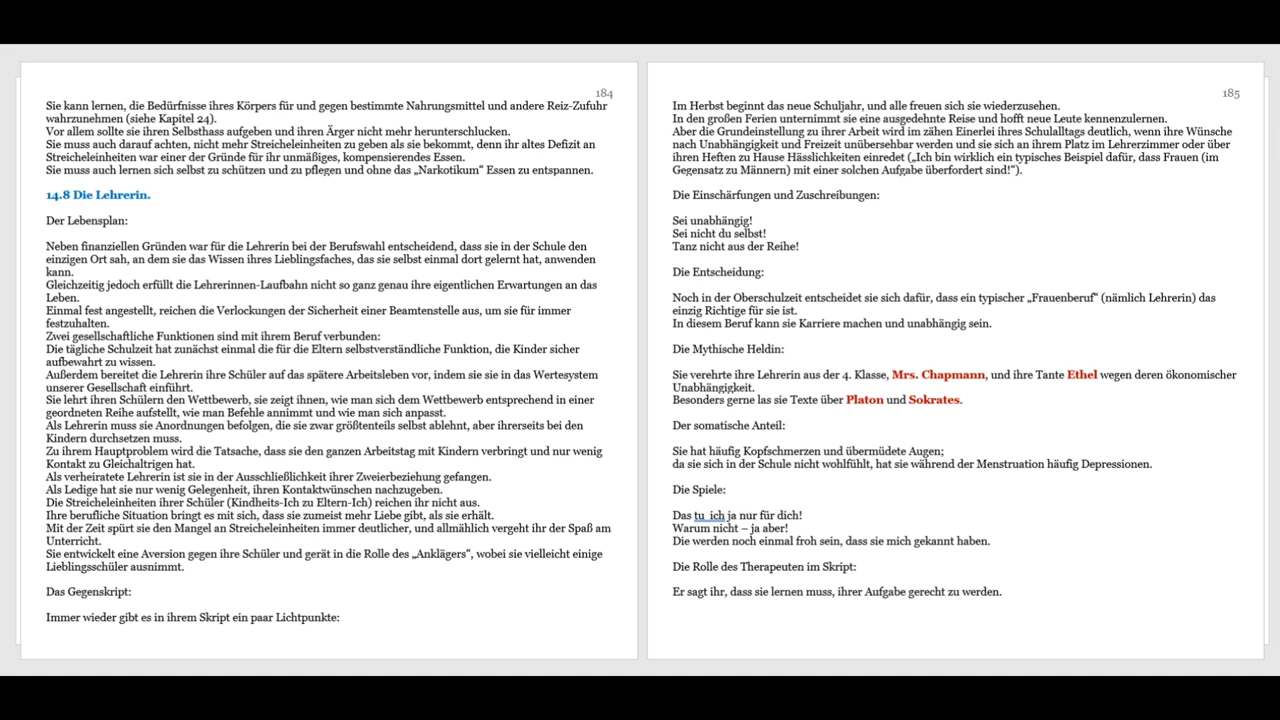 184
Sie kann lernen, die Bedürfnisse ihres Körpers für und gegen bestimmte Nahrungsmittel und andere Reiz-Zufuhr
wahrzunehmen (siehe Kapitel 24).
Vor allem sollte sie ihren Selbsthass aufgeben und ihren Ärger nicht mehr herunterschlucken.
Sie muss auch darauf achten, nicht mehr Streicheleinheiten zu geben als sie bekommt, denn ihr altes Defizit an
Streicheleinheiten war einer der Gründe für ihr unmäßiges, kompensierendes Essen.
Sie muss auch lernen sich selbst zu schützen und zu pflegen und ohne das „Narkotikum“ Essen zu entspannen.
14.8 Die Lehrerin.
Der Lebensplan:
Neben finanziellen Gründen war für die Lehrerin bei der Berufswahl entscheidend, dass sie in der Schule den
einzigen Ort sah, an dem sie das Wissen ihres Lieblingsfaches, das sie selbst einmal dort gelernt hat, anwenden
kann.
Gleichzeitig jedoch erfüllt die Lehrerinnen-Laufbahn nicht so ganz genau ihre eigentlichen Erwartungen an das
Leben.
Einmal fest angestellt, reichen die Verlockungen der Sicherheit einer Beamtenstelle aus, um sie für immer
festzuhalten.
Zwei gesellschaftliche Funktionen sind mit ihrem Beruf verbunden:
Die tägliche Schulzeit hat zunächst einmal die für die Eltern selbstverständliche Funktion, die Kinder sicher
aufbewahrt zu wissen.
Außerdem bereitet die Lehrerin ihre Schüler auf das spätere Arbeitsleben vor, indem sie sie in das Wertesystem
unserer Gesellschaft einführt.
Sie lehrt ihren Schülern den Wettbewerb, sie zeigt ihnen, wie man sich dem Wettbewerb entsprechend in einer
geordneten Reihe aufstellt, wie man Befehle annimmt und wie man sich anpasst.
Als Lehrerin muss sie Anordnungen befolgen, die sie zwar größtenteils selbst ablehnt, aber ihrerseits bei den
Kindern durchsetzen muss.
Zu ihrem Hauptproblem wird die Tatsache, dass sie den ganzen Arbeitstag mit Kindern verbringt und nur wenig
Kontakt zu Gleichaltrigen hat.
Als verheiratete Lehrerin ist sie in der Ausschließlichkeit ihrer Zweierbeziehung gefangen.
Als Ledige hat sie nur wenig Gelegenheit, ihren Kontaktwünschen nachzugeben.
Die Streicheleinheiten ihrer Schüler (Kindheits-Ich zu Eltern-Ich) reichen ihr nicht aus.
Ihre berufliche Situation bringt es mit sich, dass sie zumeist mehr Liebe gibt, als sie erhält.
Mit der Zeit spürt sie den Mangel an Streicheleinheiten immer deutlicher, und allmählich vergeht ihr der Spaß am
Unterricht.
Sie entwickelt eine Aversion gegen ihre Schüler und gerät in die Rolle des „Anklägers“, wobei sie vielleicht einige
Lieblingsschüler ausnimmt.
Das Gegenskript:
Immer wieder gibt es in ihrem Skript ein paar Lichtpunkte:
185
Im Herbst beginnt das neue Schuljahr, und alle freuen sich sie wiederzusehen.
In den großen Ferien unternimmt sie eine ausgedehnte Reise und hofft neue Leute kennenzulernen.
Aber die Grundeinstellung zu ihrer Arbeit wird im zähen Einerlei ihres Schulalltags deutlich, wenn ihre Wünsche
nach Unabhängigkeit und Freizeit unübersehbar werden und sie sich an ihrem Platz im Lehrerzimmer oder über
ihren Heften zu Hause Hässlichkeiten einredet („Ich bin wirklich ein typisches Beispiel dafür, dass Frauen (im
Gegensatz zu Männern) mit einer solchen Aufgabe überfordert sind!“).
Die Einschärfungen und Zuschreibungen:
Sei unabhängig!
Sei nicht du selbst!
Tanz nicht aus der Reihe!
Die Entscheidung:
Noch in der Oberschulzeit entscheidet sie sich dafür, dass ein typischer „Frauenberuf“ (nämlich Lehrerin) das
einzig Richtige für sie ist.
In diesem Beruf kann sie Karriere machen und unabhängig sein.
Die Mythische Heldin:
Sie verehrte ihre Lehrerin aus der 4. Klasse, Mrs. Chapmann, und ihre Tante Ethel wegen deren ökonomischer
Unabhängigkeit.
Besonders gerne las sie Texte über Platon und Sokrates.
Der somatische Anteil:
Sie hat häufig Kopfschmerzen und übermüdete Augen;
da sie sich in der Schule nicht wohlfühlt, hat sie während der Menstruation häufig Depressionen.
Die Spiele:
Das tu ich ja nur für dich!
Warum nicht – ja aber!
Die werden noch einmal froh sein, dass sie mich gekannt haben.
Die Rolle des Therapeuten im Skript:
Er sagt ihr, dass sie lernen muss, ihrer Aufgabe gerecht zu werden.